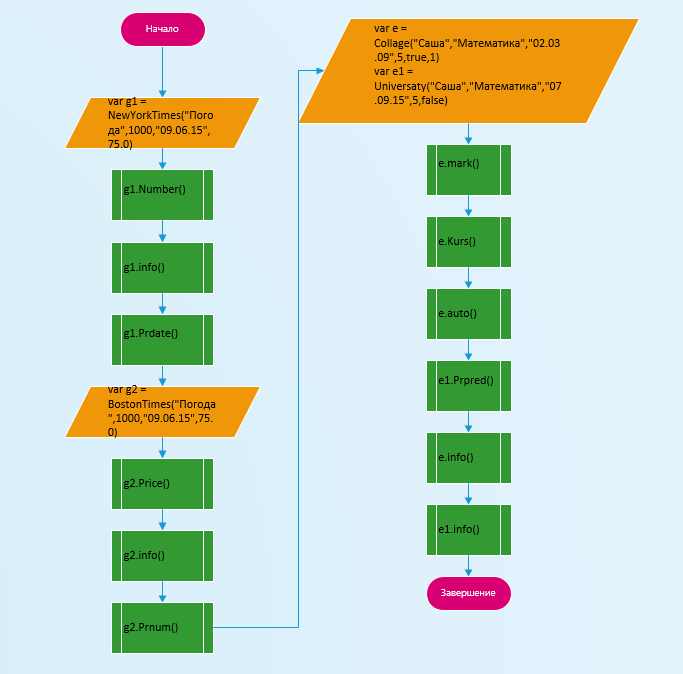 Начало
var g1 =
NewYorkTimes("Пого
да",1000,"09.06.15",
75.0)
g1.Number()
g1.info()
g1.Prdate()
var g2 =
BostonTimes("Погода
",1000,"09.06.15",75.
0)
g2.Price()
g2.info()
g2.Prnum()
var e =
Collage("Саша","Математика","02.03
.09",5,true,1)
var e1 =
Universaty("Саша","Математика","07
.09.15",5,false)
e.mark()
e.Kurs()
e.auto()
e1.Prpred()
e.info()
e1.info()
Завершение